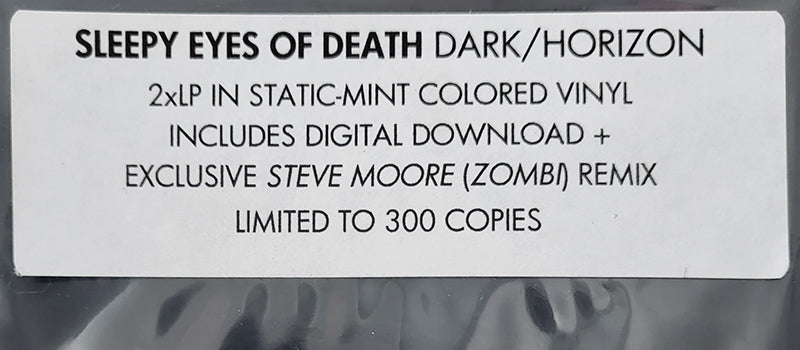 SLEEPY EYES OF DEATH DARK/HORIZON
2xLP IN STATIC-MINT COLORED VINYL
INCLUDES DIGITAL DOWNLOAD +
EXCLUSIVE STEVE MOORE (ZOMBI) REMIX
LIMITED TO 300 COPIES